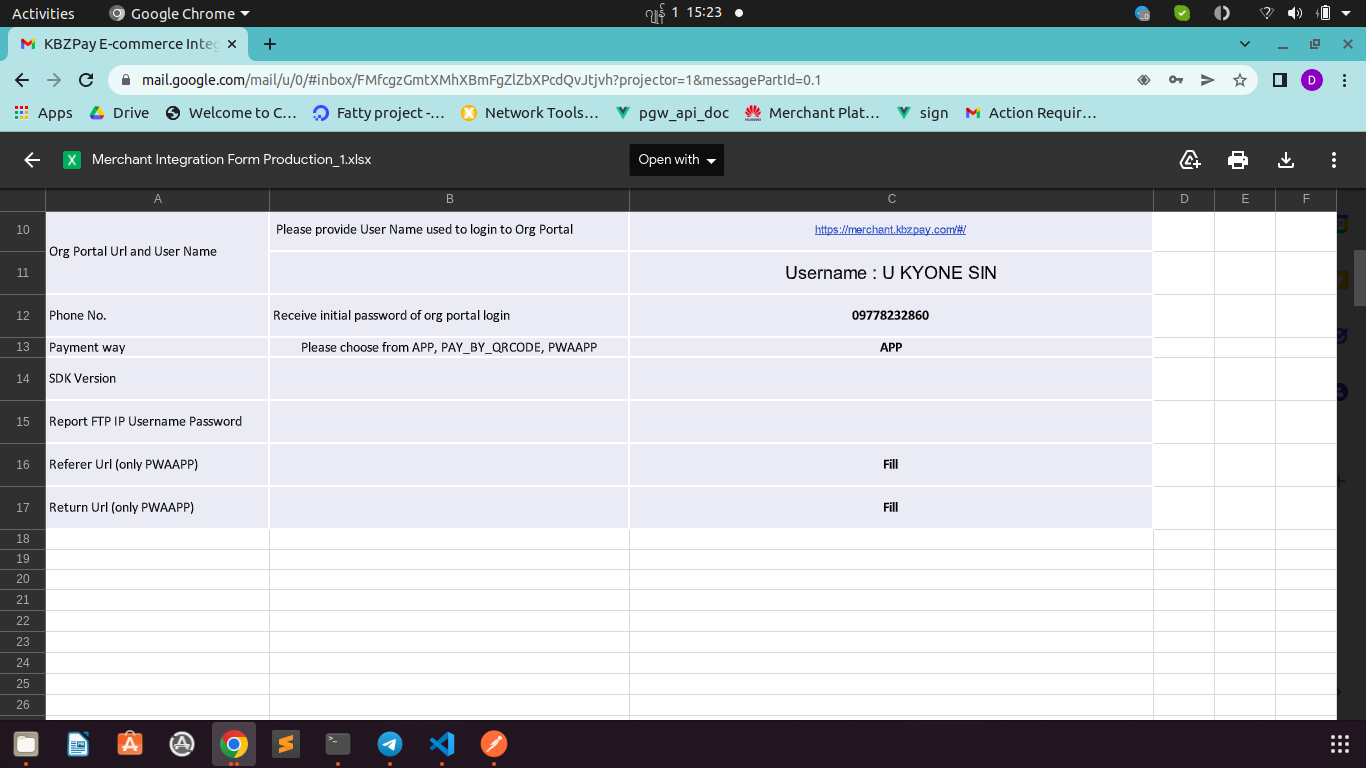 Activities
Google Chrome
ဂျွန် 1 15:23
KBZPay E-commerce Integ
mail.google.com/mail/u/0/#inbox/FMfcgzGmtXMhXBmFgZlZbXPcdQvJtjvh?projector=1&messagePartId=0.1
D
Apps
Drive
Welcome to C...
Fatty project -...
Network Tools...
pgw_api_doc
Merchant Plat...
sign
Action Requir...
Merchant Integration Form Production_1.xlsx
Open with
A B C D E F
10 Org Portal Url and User Name Please provide User Name used to login to Org Portal https://merchant.kbzpay.com/#/
11 Username : U KYONE SIN
12 Phone No. Receive initial password of org portal login 09778232860
13 Payment way Please choose from APP, PAY_BY_QRCODE, PWAAPP APP
14 SDK Version
15 Report FTP IP Username Password
16 Referer Url (only PWAAPP) Fill
17 Return Url (only PWAAPP) Fill
18
19
20
21
22
23
24
25
26